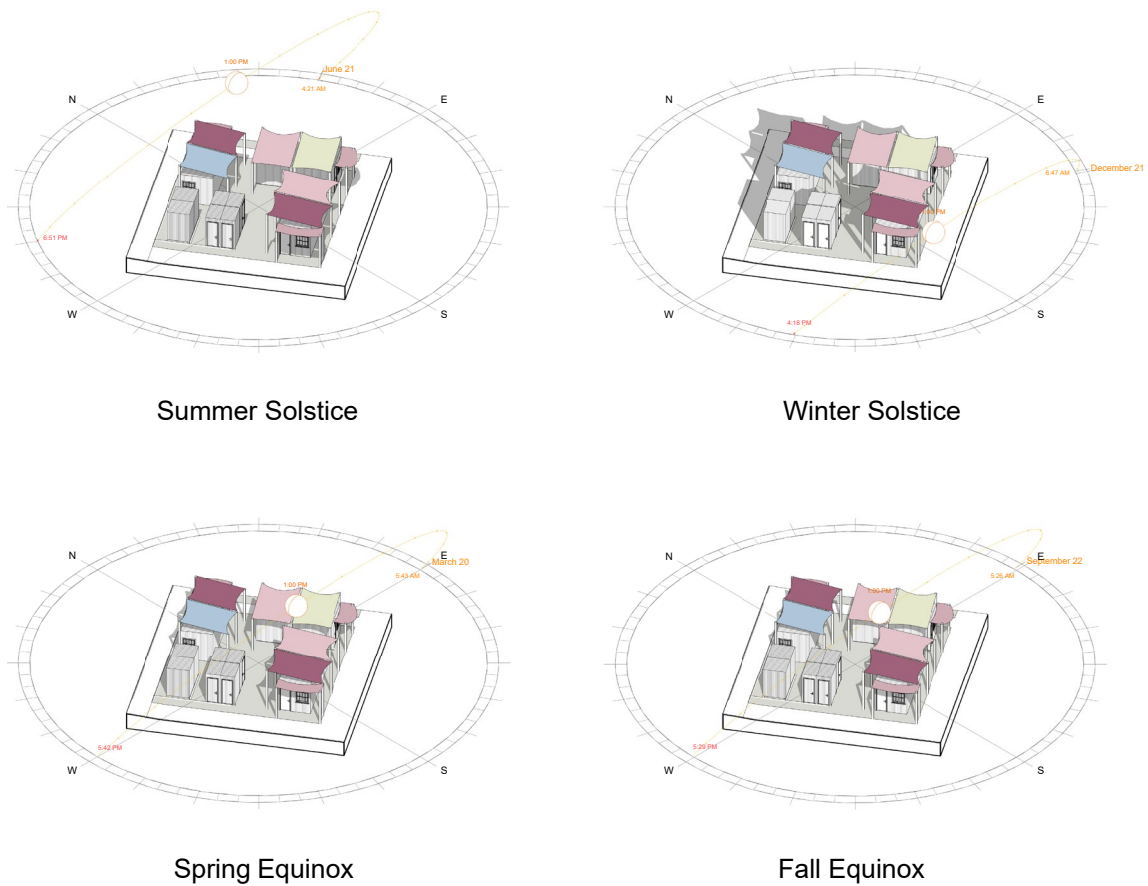 1:00 PM
June 21
4:21 AM
N
E
6:51 PM
W
S
Summer Solstice
N
E
December 21
6:47 AM
PM
4:18 PM
W
S
Winter Solstice
N
E
March 20
5:43 AM
1:00 PM
5:42 PM
W
S
Spring Equinox
N
E
September 22
5:26 AM
1:00 PM
5:29 PM
W
S
Fall Equinox